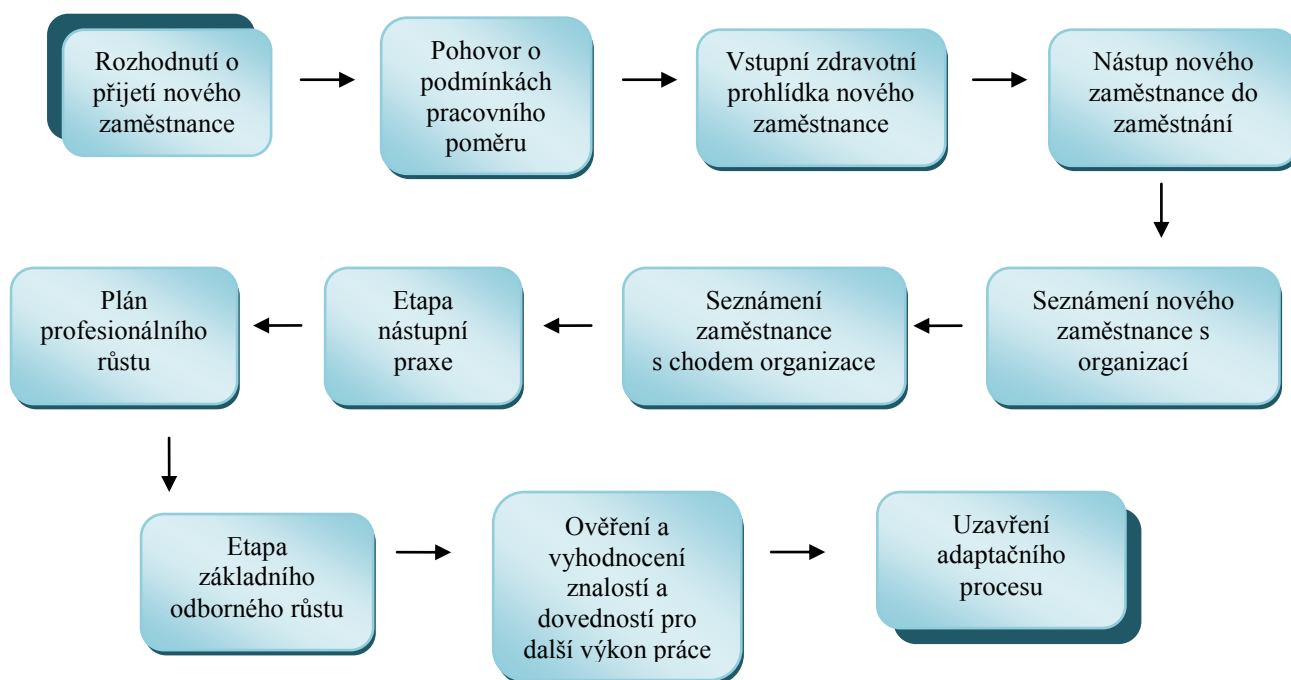 Rozhodnutí o
přijetí nového
zaměstnance
Pohovor o
podmínkách
pracovního
poměru
Vstupní zdravotní
prohlídka nového
zaměstnance
Nástup nového
zaměstnance do
zaměstnání
Seznámení nového
zaměstnance s
organizací
Seznámení
zaměstnance
s chodem organizace
Etapa
nástupní
praxe
Plán
profesionálního
růstu
Etapa
základního
odborného růstu
Ověření a
vyhodnocení
znalostí a
dovedností pro
další výkon práce
Uzavření
adaptačního
procesu